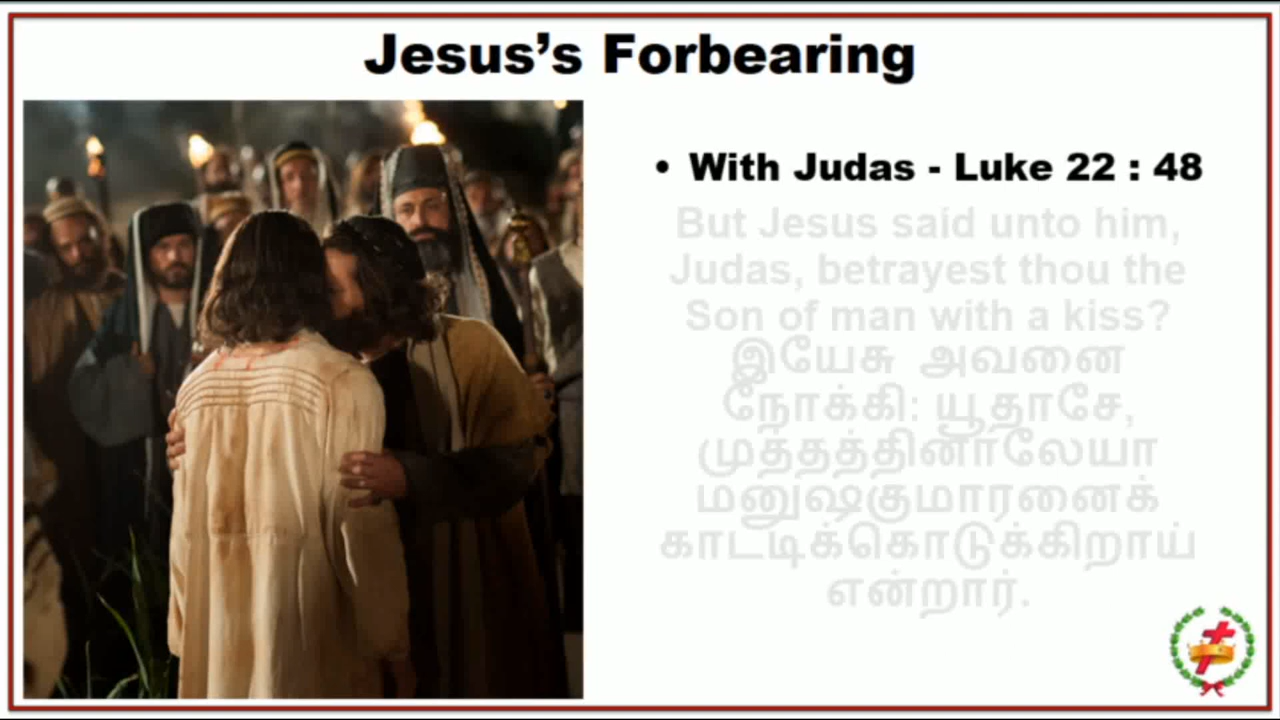 Jesus’s Forbearing
• With Judas - Luke 22 : 48
But Jesus said unto him,
Judas, betrayest thou the
Son of man with a kiss?
இயேசு அவனை
நோக்கி: யூதாசே,
முத்தத்தினாலேயா
மனுஷகுமாரனைக்
காட்டிக்கொடுக்கிறாய்
என்றார்.